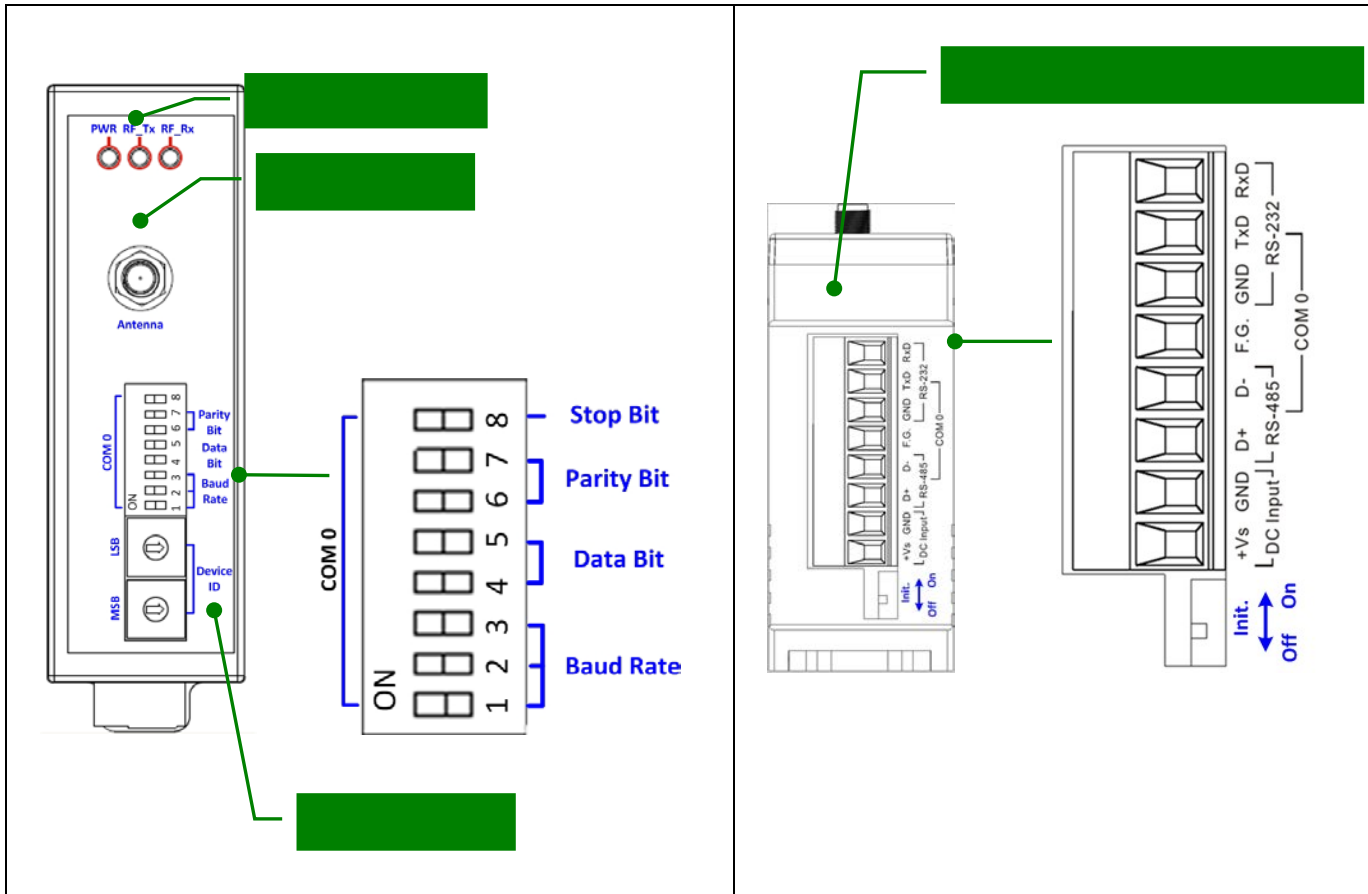 PWR RF_Tx RF_Rx
Antenna
COM 0
ON
8
7
6
5
4
3
2
1
Parity
Bit
Data
Bit
Baud
Rate
LSB
MSB
Device
ID
COM 0
ON
8
7
6
5
4
3
2
1
Stop Bit
Parity Bit
Data Bit
Baud Rate
RxD
TxD
GND
F.G.
D-
D+
GND
+Vs
RS-232
RS-485
DC Input
COM 0
Init.
On
Off
RxD
TxD
GND
F.G.
D-
D+
GND
+Vs
RS-232
RS-485
DC Input
COM 0
Init.
On
Off